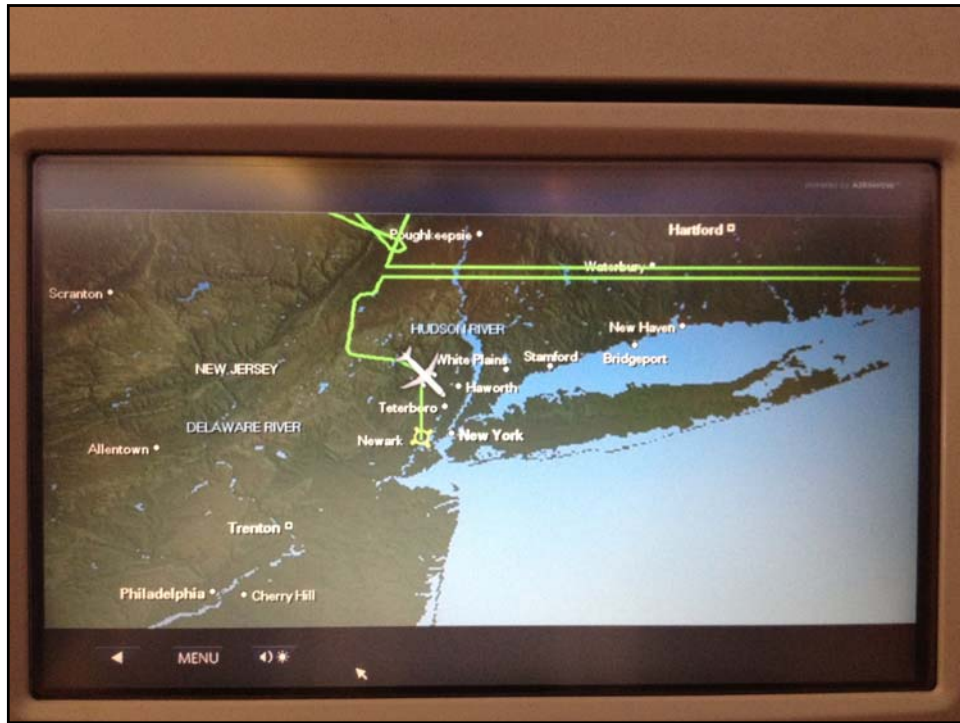 Poughkeepsie
Hartford
Waterbury
Scranton
HUDSON RIVER
New Haven
White Plains
Stamford
Bridgeport
NEW JERSEY
Haworth
Teterboro
DELAWARE RIVER
Newark
New York
Allentown
Trenton
Philadelphia
Cherry Hill
MENU